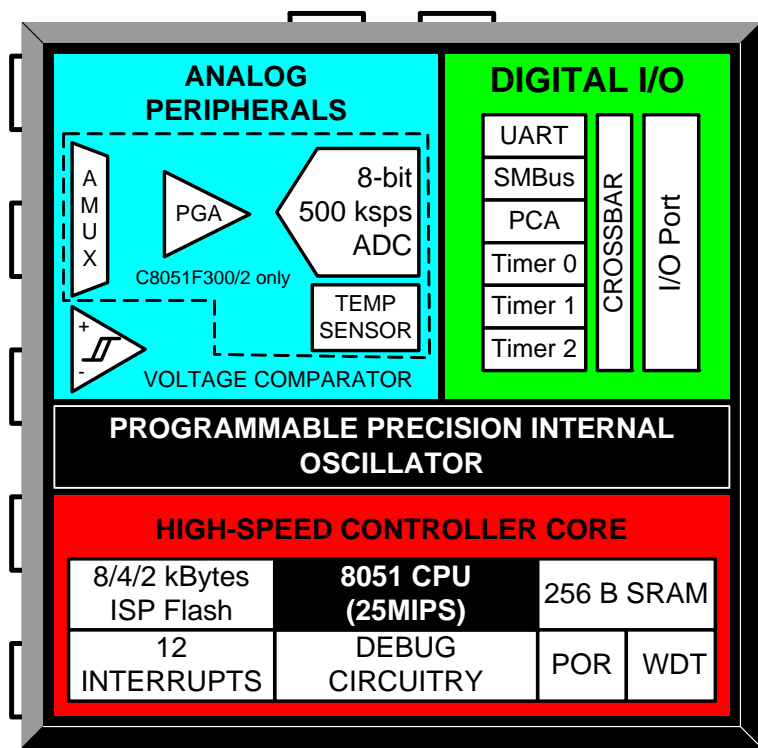 ANALOG
PERIPHERALS
A
M
U
X
PGA
8-bit
500 ksps
ADC
C8051F300/2 only
TEMP
SENSOR
+
-
VOLTAGE COMPARATOR
DIGITAL I/O
UART
SMBus
PCA
Timer 0
Timer 1
Timer 2
CROSSBAR
I/O Port
PROGRAMMABLE PRECISION INTERNAL
OSCILLATOR
HIGH-SPEED CONTROLLER CORE
8/4/2 kBytes
ISP Flash
8051 CPU
(25MIPS)
256 B SRAM
12
INTERRUPTS
DEBUG
CIRCUITRY
POR
WDT